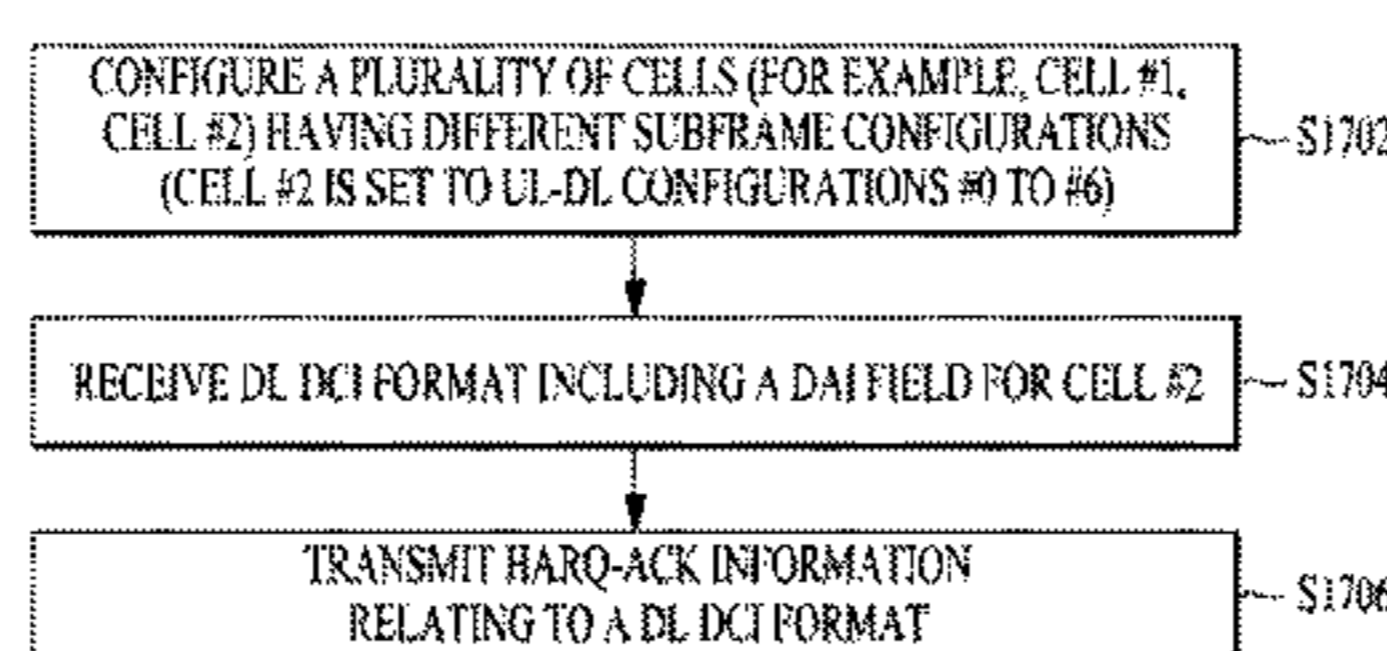 CONFIGURE A PLURALITY OF CELLS (FOR EXAMPLE, CELL #1,
CELL #2) HAVING DIFFERENT SUBFRAME CONFIGURATIONS
(CELL #2 IS SET TO UL-DL CONFIGURATIONS #0 TO #6)
S1702
RECEIVE DL DCI FORMAT INCLUDING A DAI FIELD FOR CELL #2
S1704
TRANSMIT HARQ-ACK INFORMATION
RELATING TO A DL DCI FORMAT
S1706